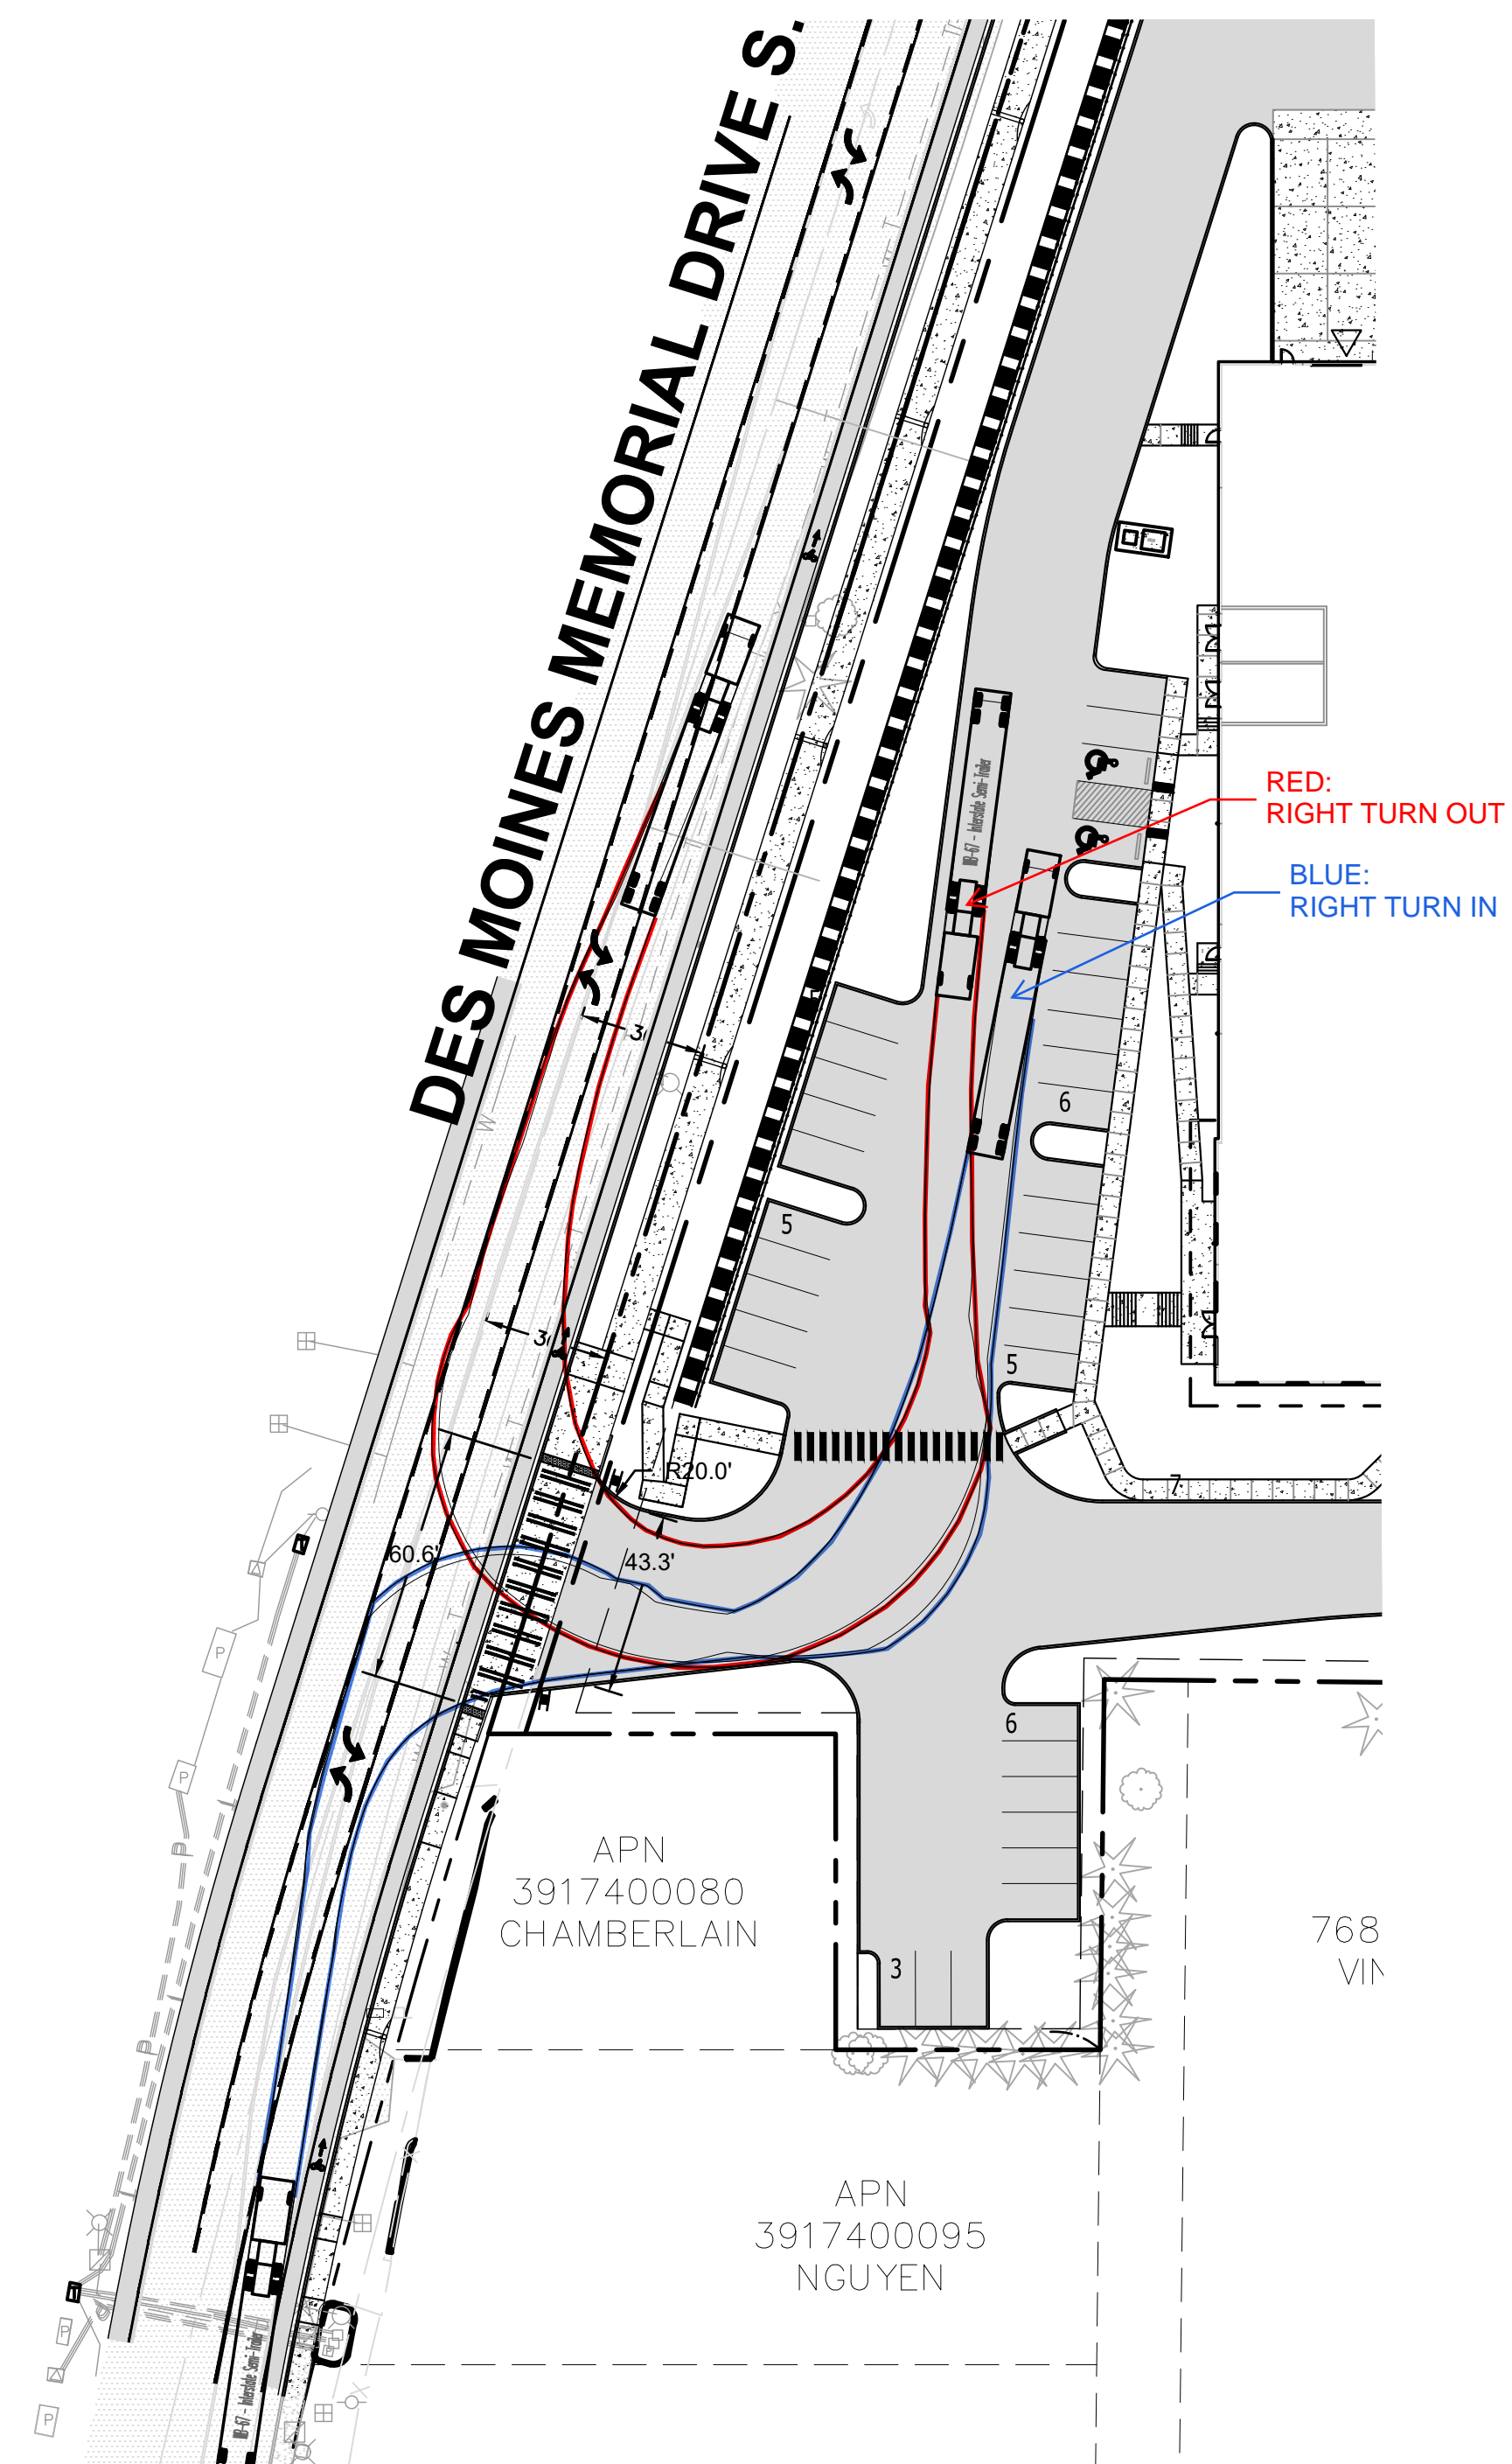 DES MOINES MEMORIAL DRIVE S.
WB-67 - Interstate Semi-Trailer
RED:
RIGHT TURN OUT
BLUE:
RIGHT TURN IN
6
5
5
R20.0'
7
60.6'
43.3'
6
APN
3917400080
CHAMBERLAIN
3
768
VIN
APN
3917400095
NGUYEN
WB-67 - Interstate Semi-Trailer
W
T
P
P
P
P
P
P